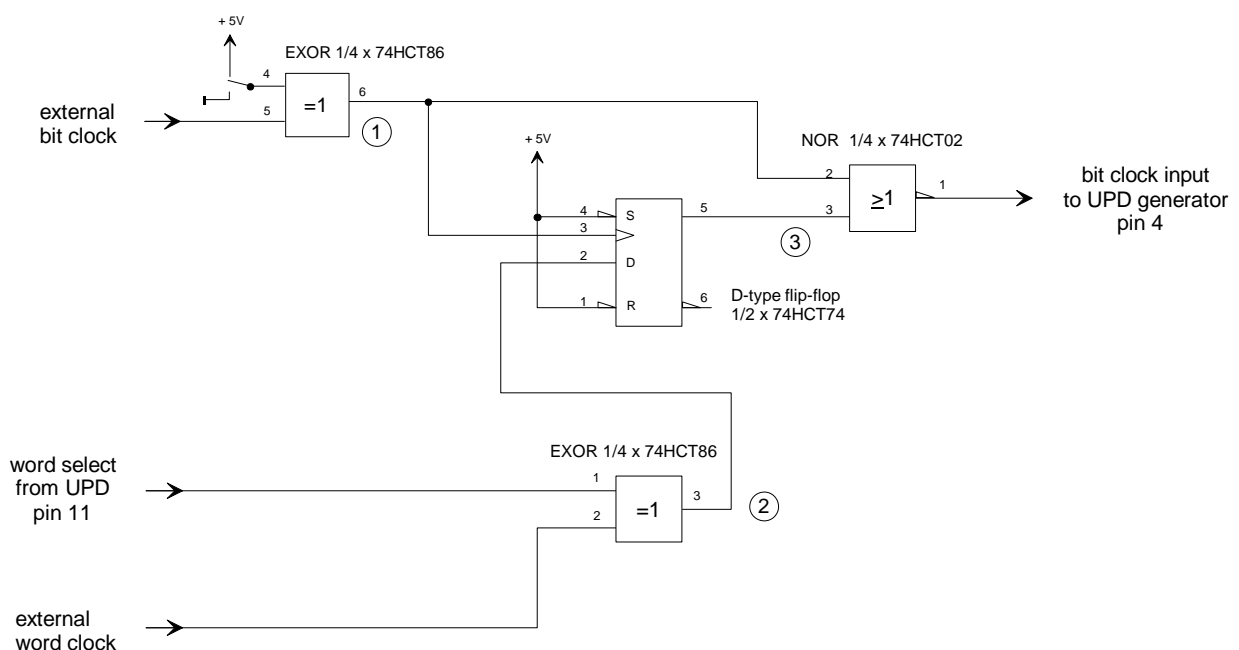 + 5V
EXOR 1/4 x 74HCT86
4
6
=1
5
external
bit clock
1
+ 5V
NOR 1/4 x 74HCT02
2
1
≥1
3
bit clock input
to UPD generator
pin 4
4
S
5
3
3
2
D
1
R
6
D-type flip-flop
1/2 x 74HCT74
EXOR 1/4 x 74HCT86
word select
from UPD
pin 11
1
3
=1
2
2
external
word clock